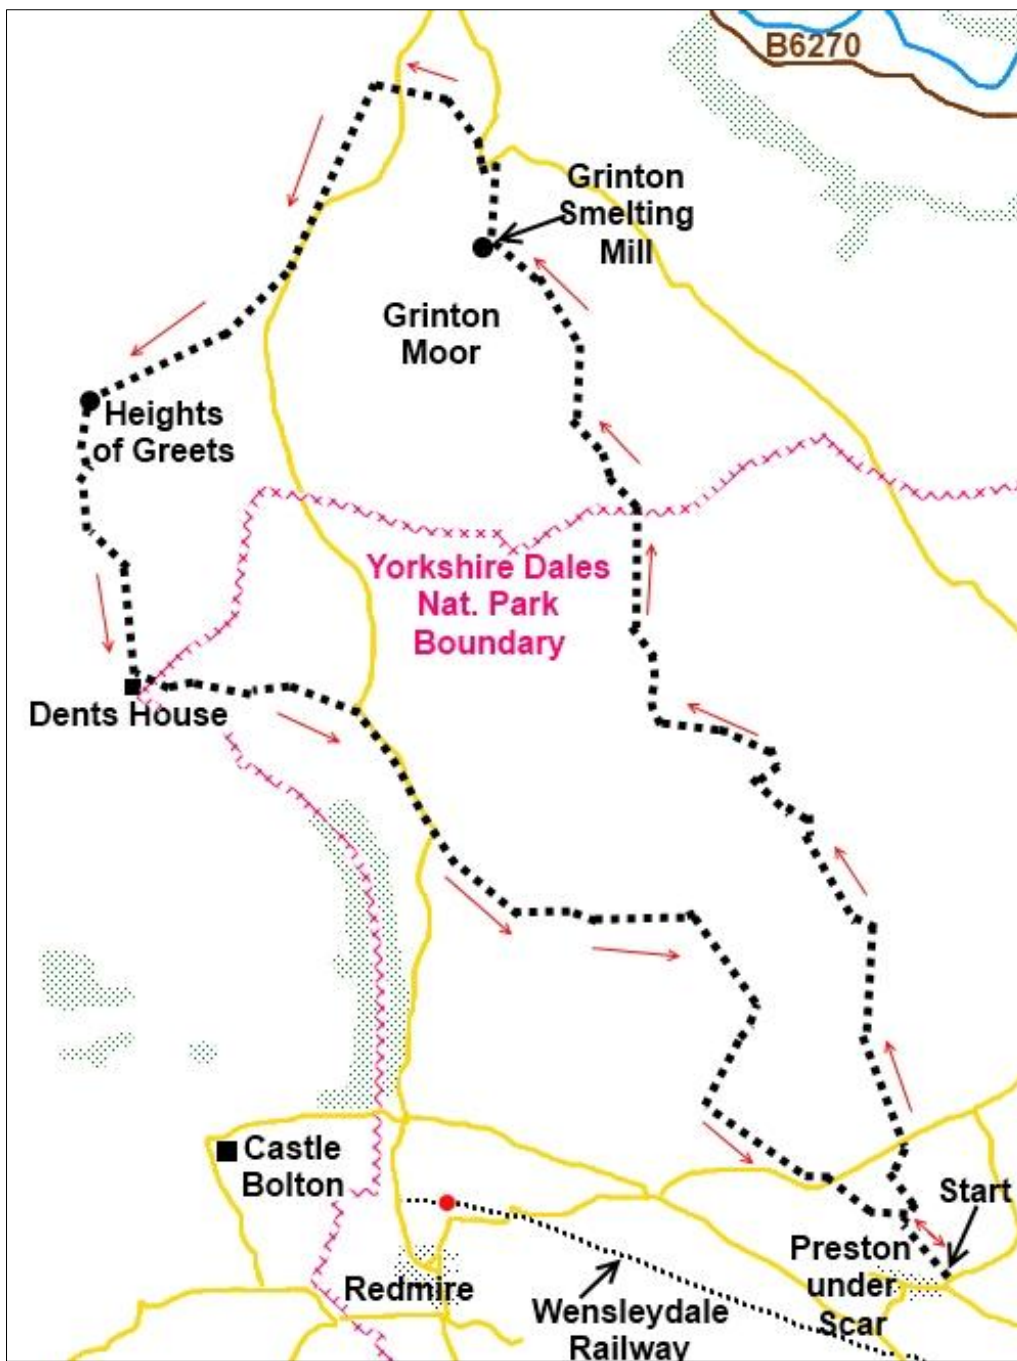 B6270
Grinton
Smelting
Mill
Grinton
Moor
Heights
of Greets
Yorkshire Dales
Nat. Park
Boundary
Dents House
Castle
Bolton
Start
Preston
under
Scar
Redmire
Wensleydale
Railway